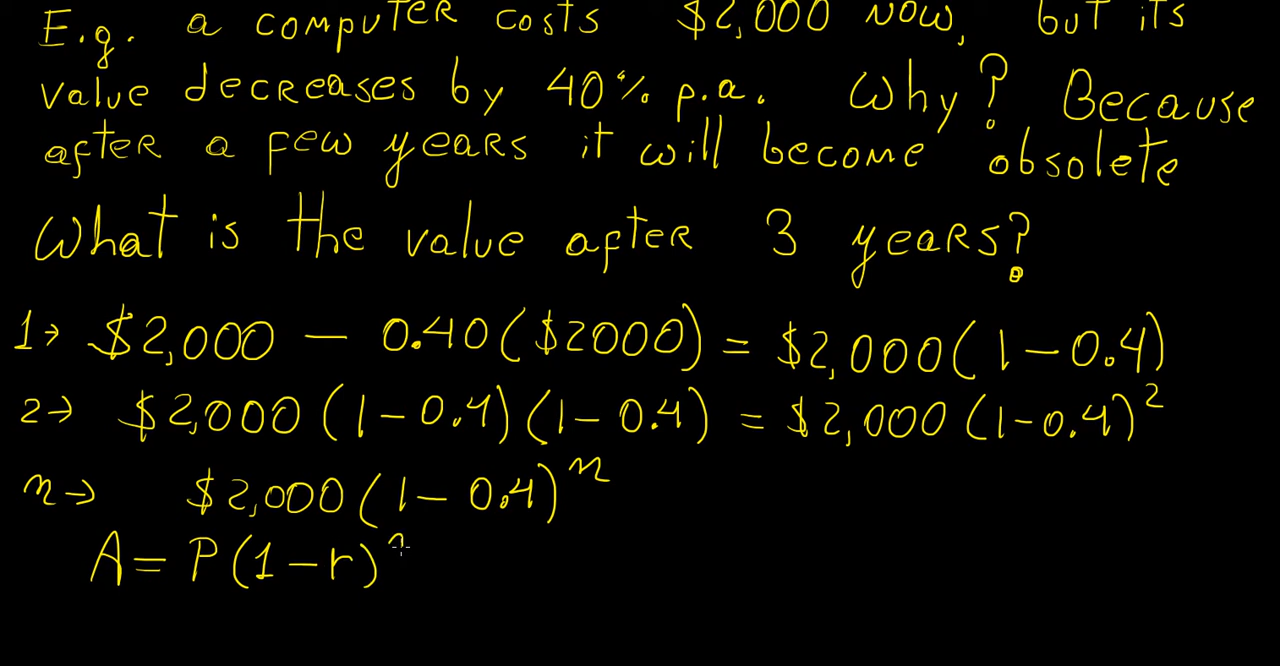 E.g. a computer costs $2,000 now, but its
value decreases by 40% p.a. Why? Because
after a few years it will become obsolete
What is the value after 3 years?
1→ $2,000 - 0.40($2000) = $2,000(1-0.4)
2→ $2,000(1-0.4)(1-0.4) = $2,000(1-0.4)²
n→ $2,000(1-0.4)ⁿ
A = P(1-r)